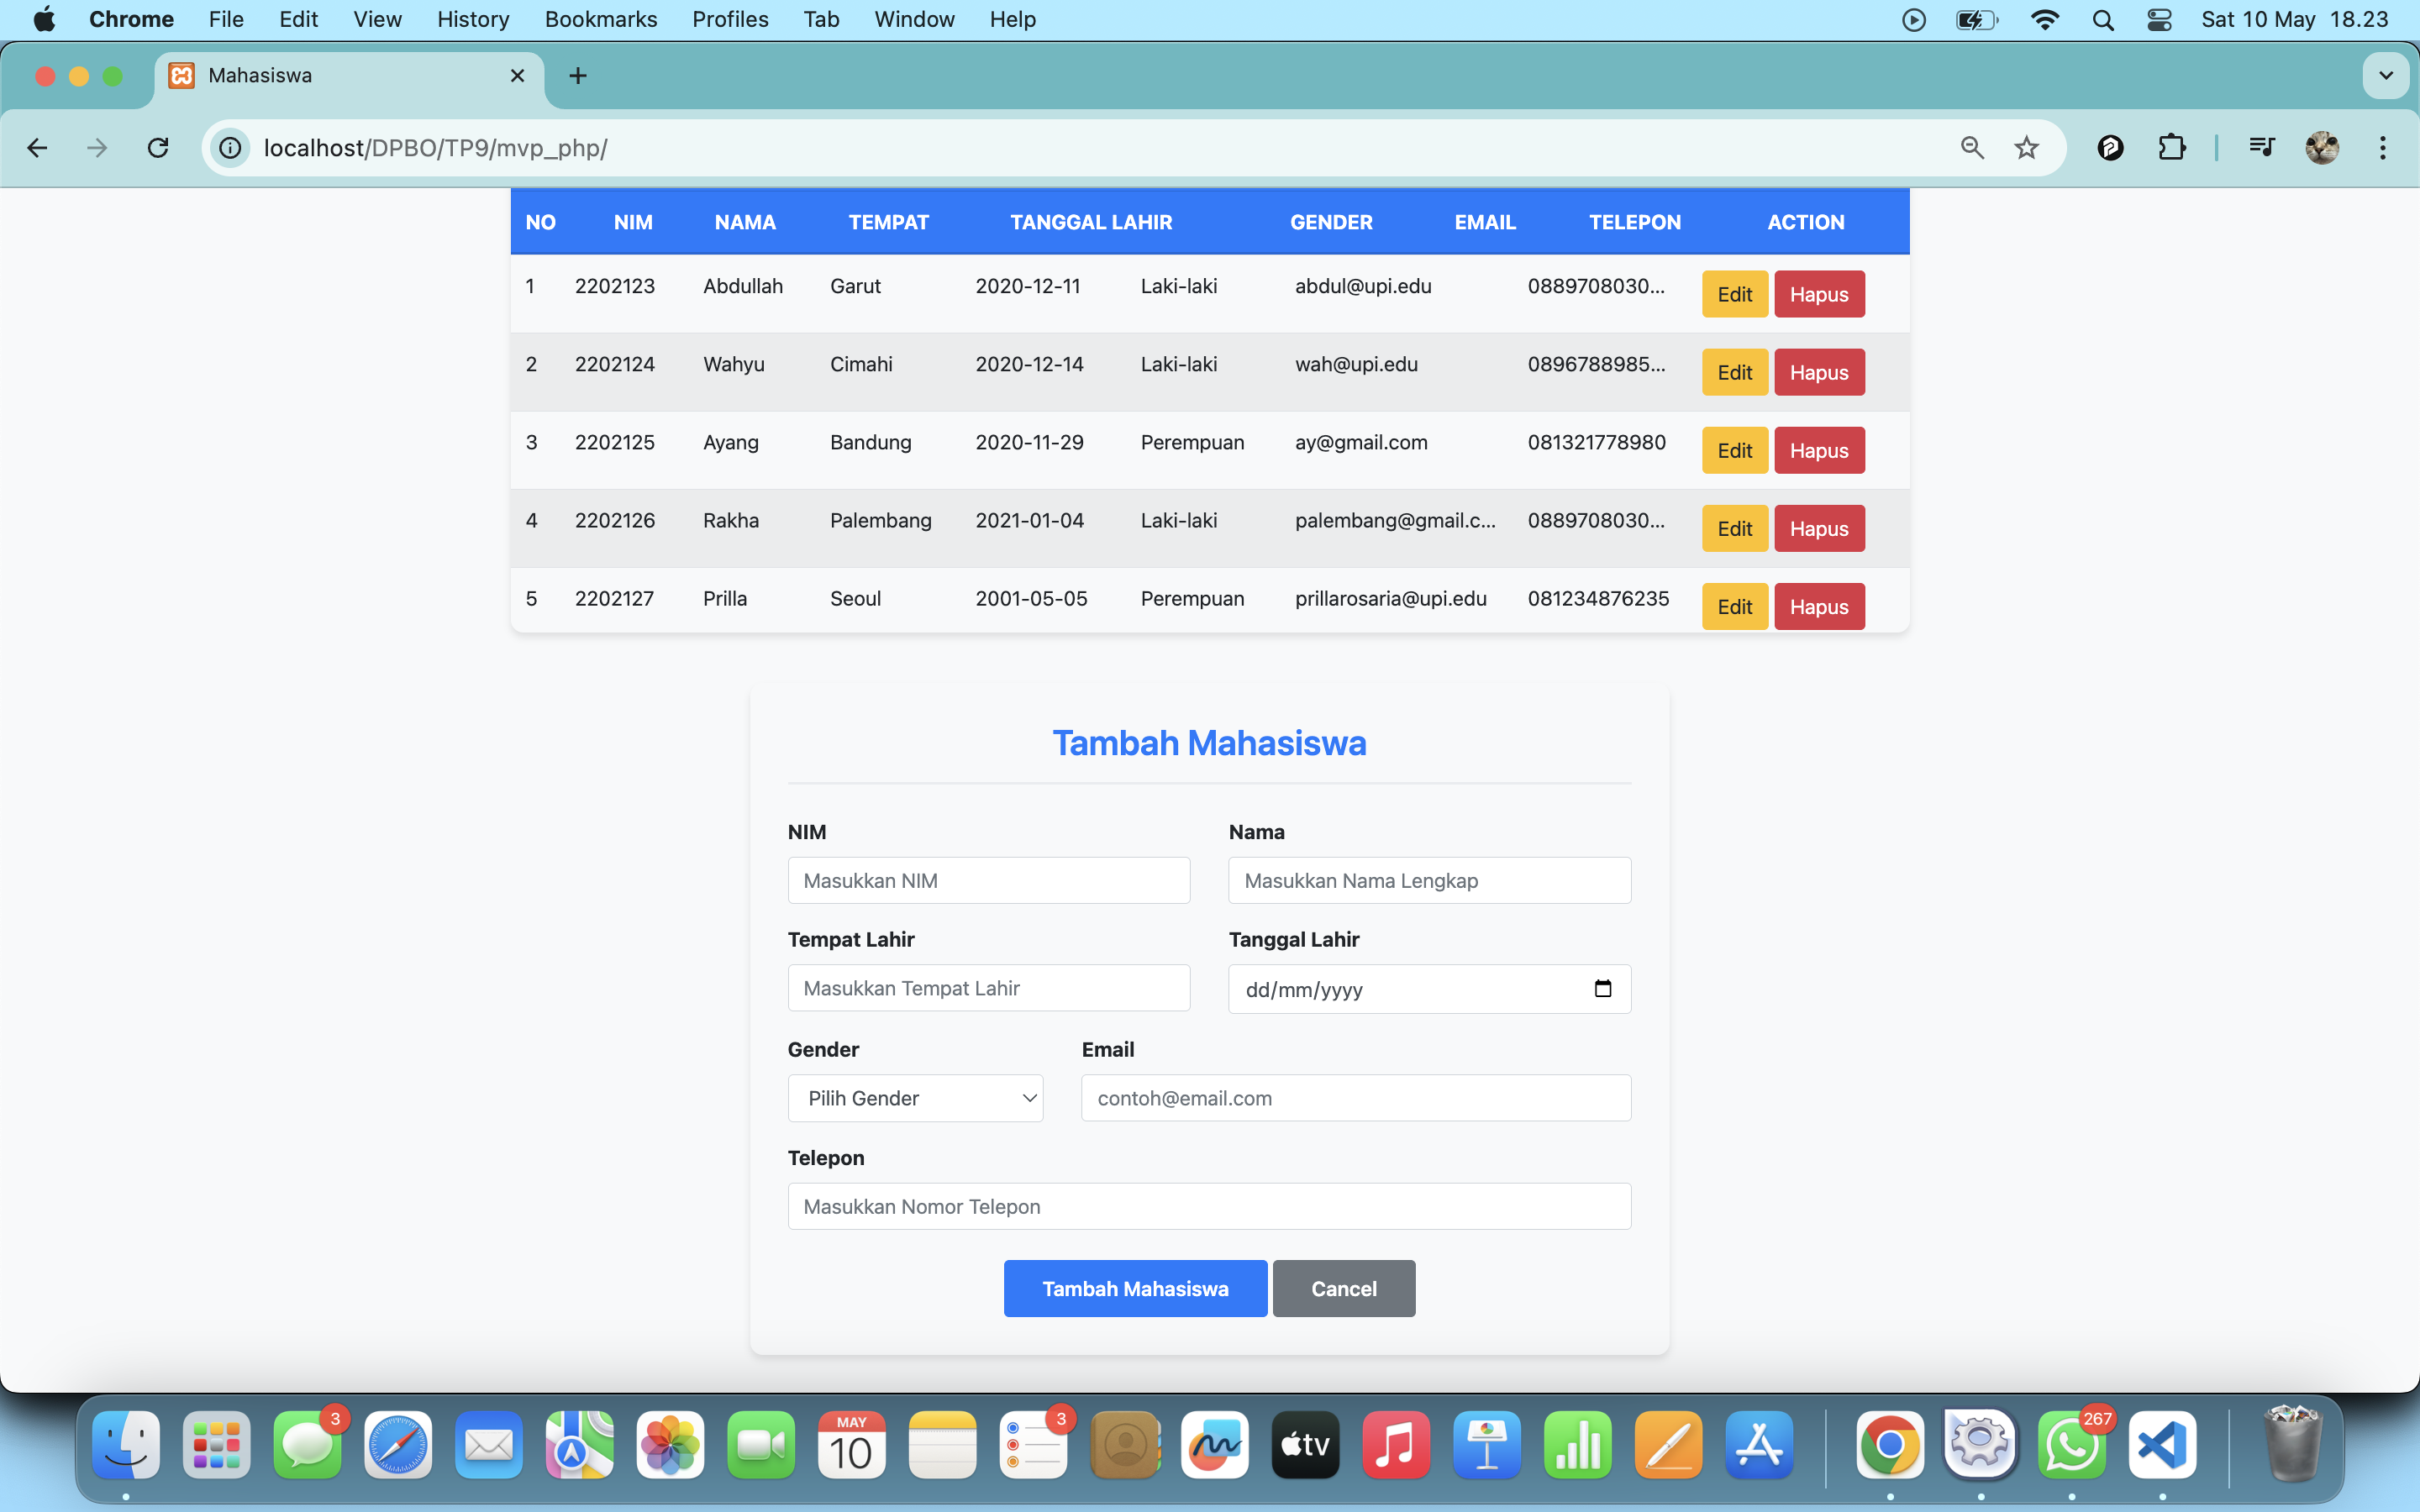 Chrome File Edit View History Bookmarks Profiles Tab Window Help Sat 10 May 18.23
Mahasiswa
localhost/DPBO/TP9/mvp_php/
NO NIM NAMA TEMPAT TANGGAL LAHIR GENDER EMAIL TELEPON ACTION
1 2202123 Abdullah Garut 2020-12-11 Laki-laki abdul@upi.edu 0889708030... Edit Hapus
2 2202124 Wahyu Cimahi 2020-12-14 Laki-laki wah@upi.edu 0896788985... Edit Hapus
3 2202125 Ayang Bandung 2020-11-29 Perempuan ay@gmail.com 081321778980 Edit Hapus
4 2202126 Rakha Palembang 2021-01-04 Laki-laki palembang@gmail.c... 0889708030... Edit Hapus
5 2202127 Prilla Seoul 2001-05-05 Perempuan prillarosaria@upi.edu 081234876235 Edit Hapus
Tambah Mahasiswa
NIM Nama
Masukkan NIM Masukkan Nama Lengkap
Tempat Lahir Tanggal Lahir
Masukkan Tempat Lahir dd/mm/yyyy
Gender Email
Pilih Gender contoh@email.com
Telepon
Masukkan Nomor Telepon
Tambah Mahasiswa Cancel
3 MAY 3 267
10 tv